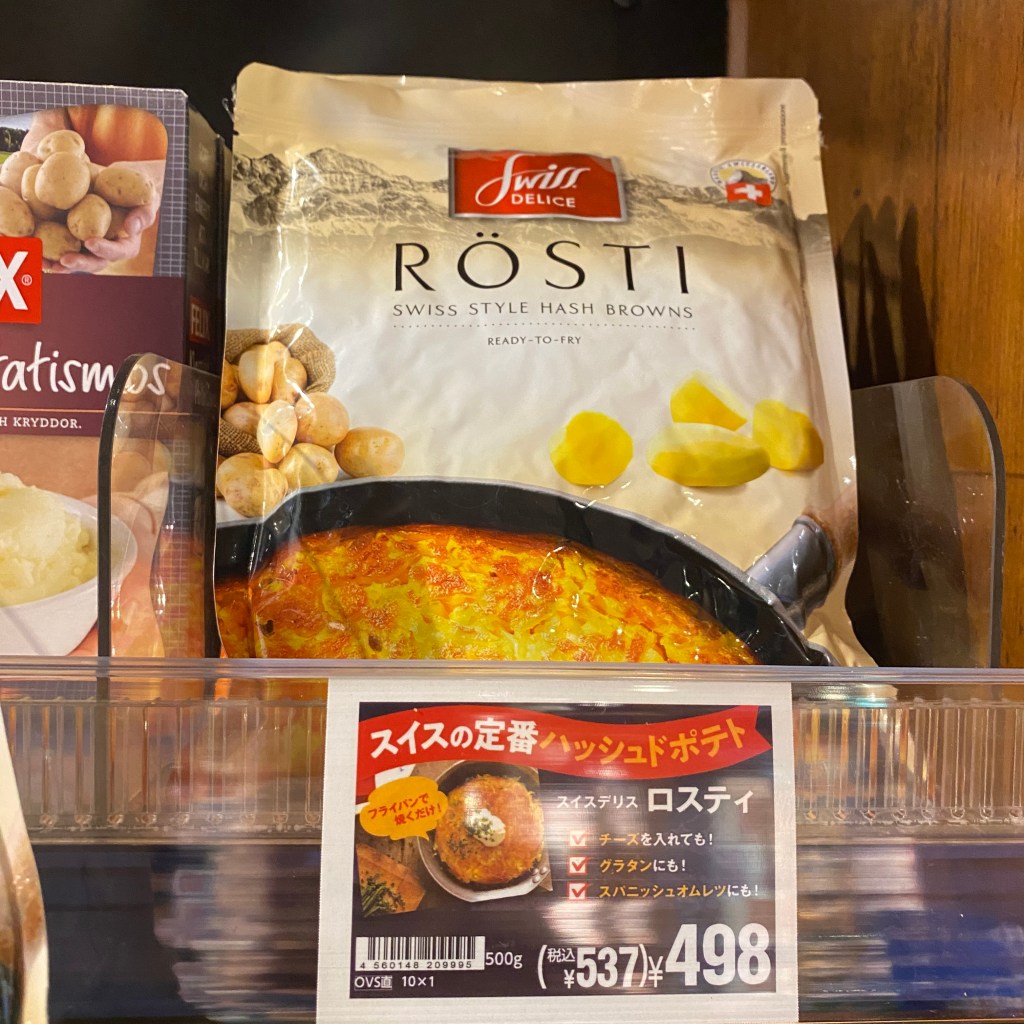 X®
ratismos
H KRYDDOR.
FELIX
Swiss
DELICE
RÖSTI
SWISS STYLE HASH BROWNS
READY-TO-FRY
スイスの定番ハッシュドポテト
フライパンで
焼くだけ!
スイスデリス ロスティ
チーズを入れても!
グラタンにも!
スパニッシュオムレツにも!
4 560148 209995
500g
(税込¥537)¥498
OVS直 10×1